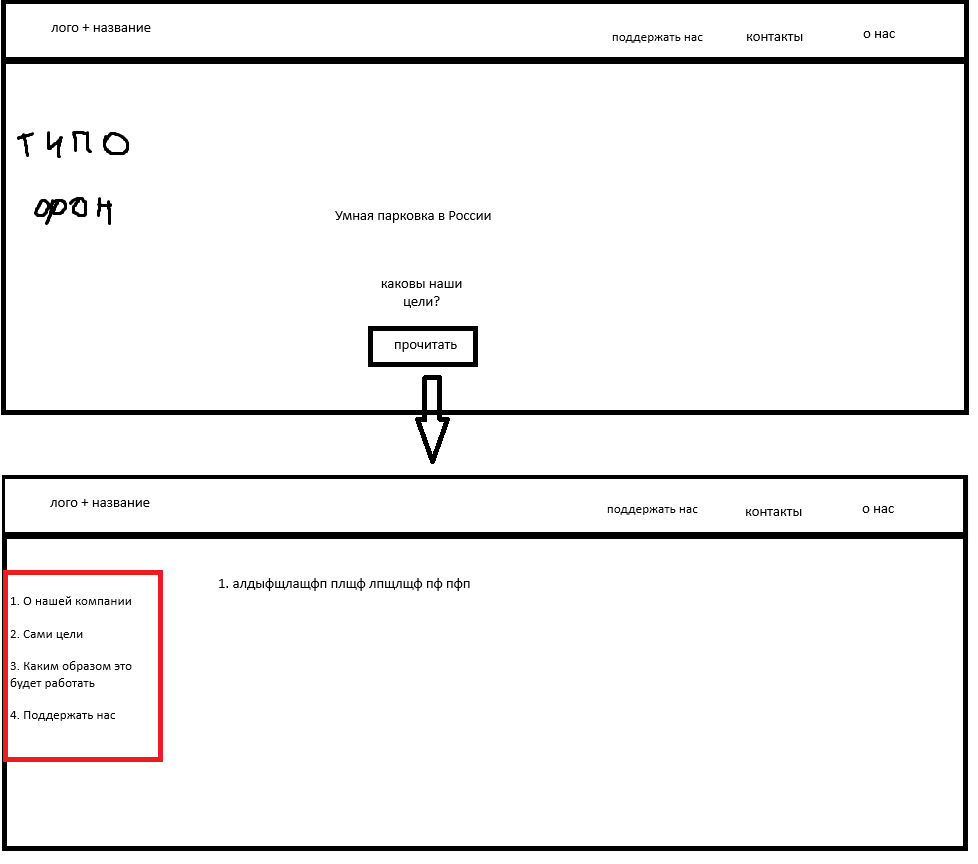 лого + название
поддержать нас
контакты
о нас
типо
фон
Умная парковка в России
каковы наши
цели?
прочитать
лого + название
поддержать нас
контакты
о нас
1. О нашей компании
2. Сами цели
3. Каким образом это
будет работать
4. Поддержать нас
1. алдыфщлащфп плщф лпщлщф пф пфп